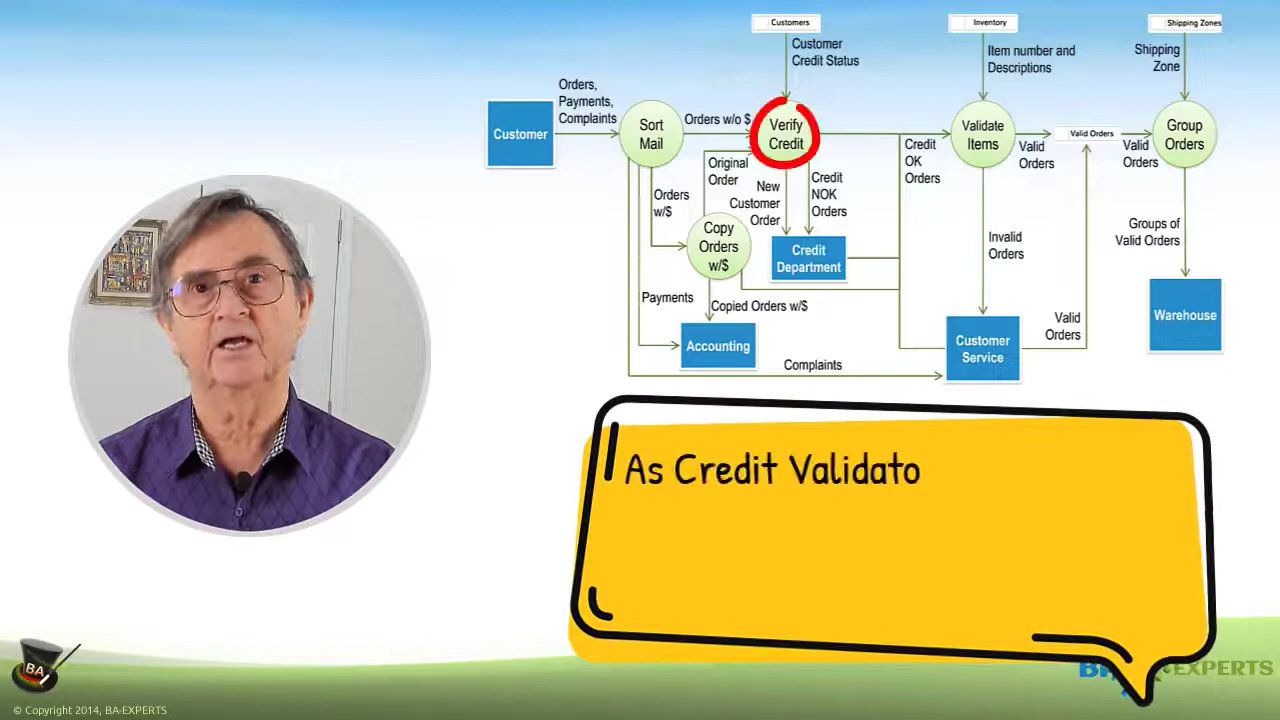 Customers
Inventory
Shipping Zones
Customer
Credit Status
Item number and
Descriptions
Shipping
Zone
Orders,
Payments,
Complaints
Customer
Sort
Mail
Orders w/o $
Verify
Credit
Credit
OK
Orders
Validate
Items
Valid
Orders
Valid Orders
Valid
Orders
Group
Orders
Original
Order
Orders
w/$
New
Customer
Order
Credit
NOK
Orders
Copy
Orders
w/$
Credit
Department
Invalid
Orders
Groups of
Valid Orders
Payments
Copied Orders w/$
Accounting
Customer
Service
Valid
Orders
Warehouse
Complaints
As Credit Validato
BA
EXPERTS
© Copyright 2014, BA-EXPERTS